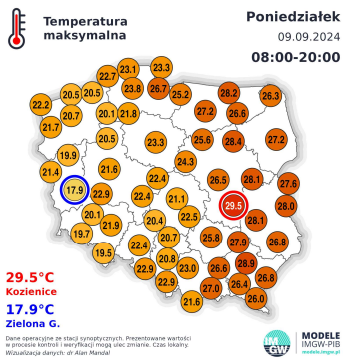 Temperatura
maksymalna
Poniedziałek
09.09.2024
08:00-20:00
23.1 23.3
22.7
20.5 20.5 23.8 26.7 25.2 28.2 26.3
22.2
20.7 20.1 21.8 27.2 26.6
21.7
20.5 23.3 25.6 28.4 27.2
19.9
24.3
21.4 21.6
22.4 26.5 28.1 27.6
17.9 22.9 21.1 29.5 28.0
20.1 22.4
20.4 22.5 28.1
21.9
19.7 20.7 25.8 27.9 26.8
22.4
19.5 20.8
22.9 23.0 26.6 28.9
22.9 27.0 26.4 26.8
21.6 26.0
29.5°C
Kozienice
17.9°C
Zielona G.
Dane operacyjne ze stacji synoptycznych. Prezentowane wartości
w procesie kontroli i weryfikacji mogą ulec zmianie. Czas lokalny.
Wizualizacja danych: dr Alan Mandal
IMGW
MODELE
IMGW-PIB
modele.imgw.pl